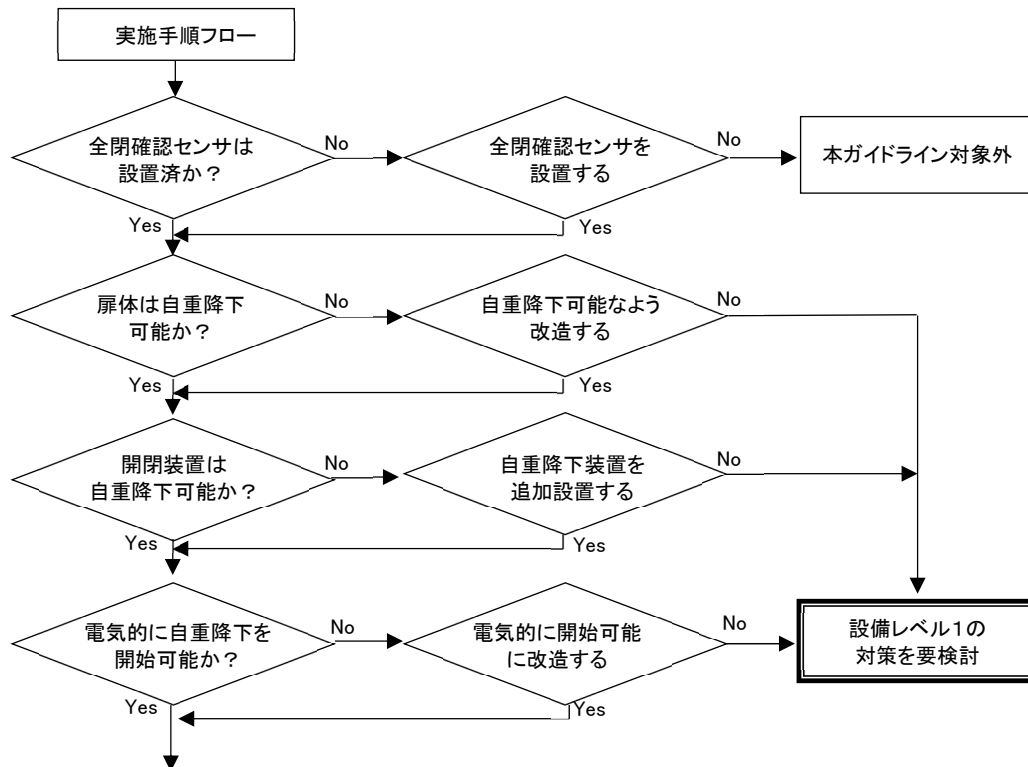 実施手順フロー
全閉確認センサは
設置済か？
No
全閉確認センサを
設置する
No
本ガイドライン対象外
Yes
Yes
扉体は自重降下
可能か？
No
自重降下可能なよう
改造する
No
Yes
Yes
開閉装置は
自重降下可能か？
No
自重降下装置を
追加設置する
No
Yes
Yes
電気的に自重降下を
開始可能か？
No
電気的に開始可能
に改造する
No
設備レベル１の
対策を要検討
Yes
Yes